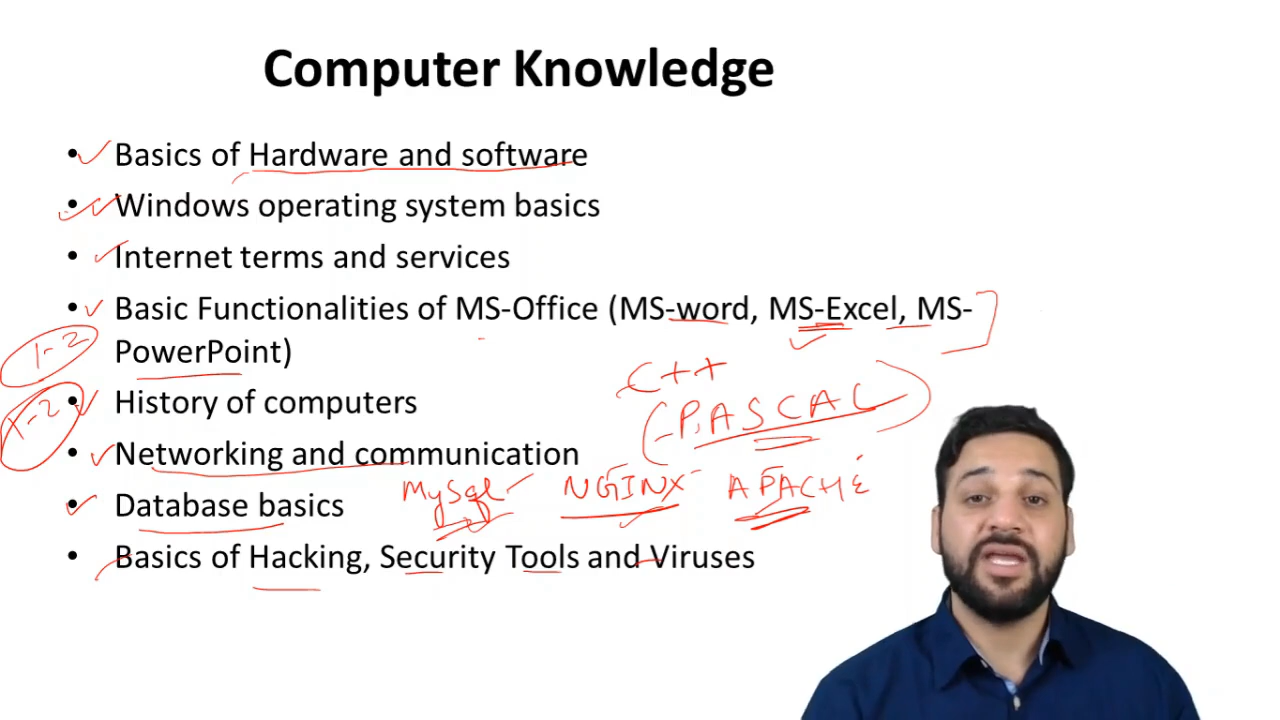 Computer Knowledge
• Basics of Hardware and software
• Windows operating system basics
• Internet terms and services
• Basic Functionalities of MS-Office (MS-word, MS-Excel, MS-
PowerPoint)
1-2
C++
• History of computers
1-2
(PASCAL)
• Networking and communication
• Database basics
MySql NGINX APACHE
• Basics of Hacking, Security Tools and Viruses